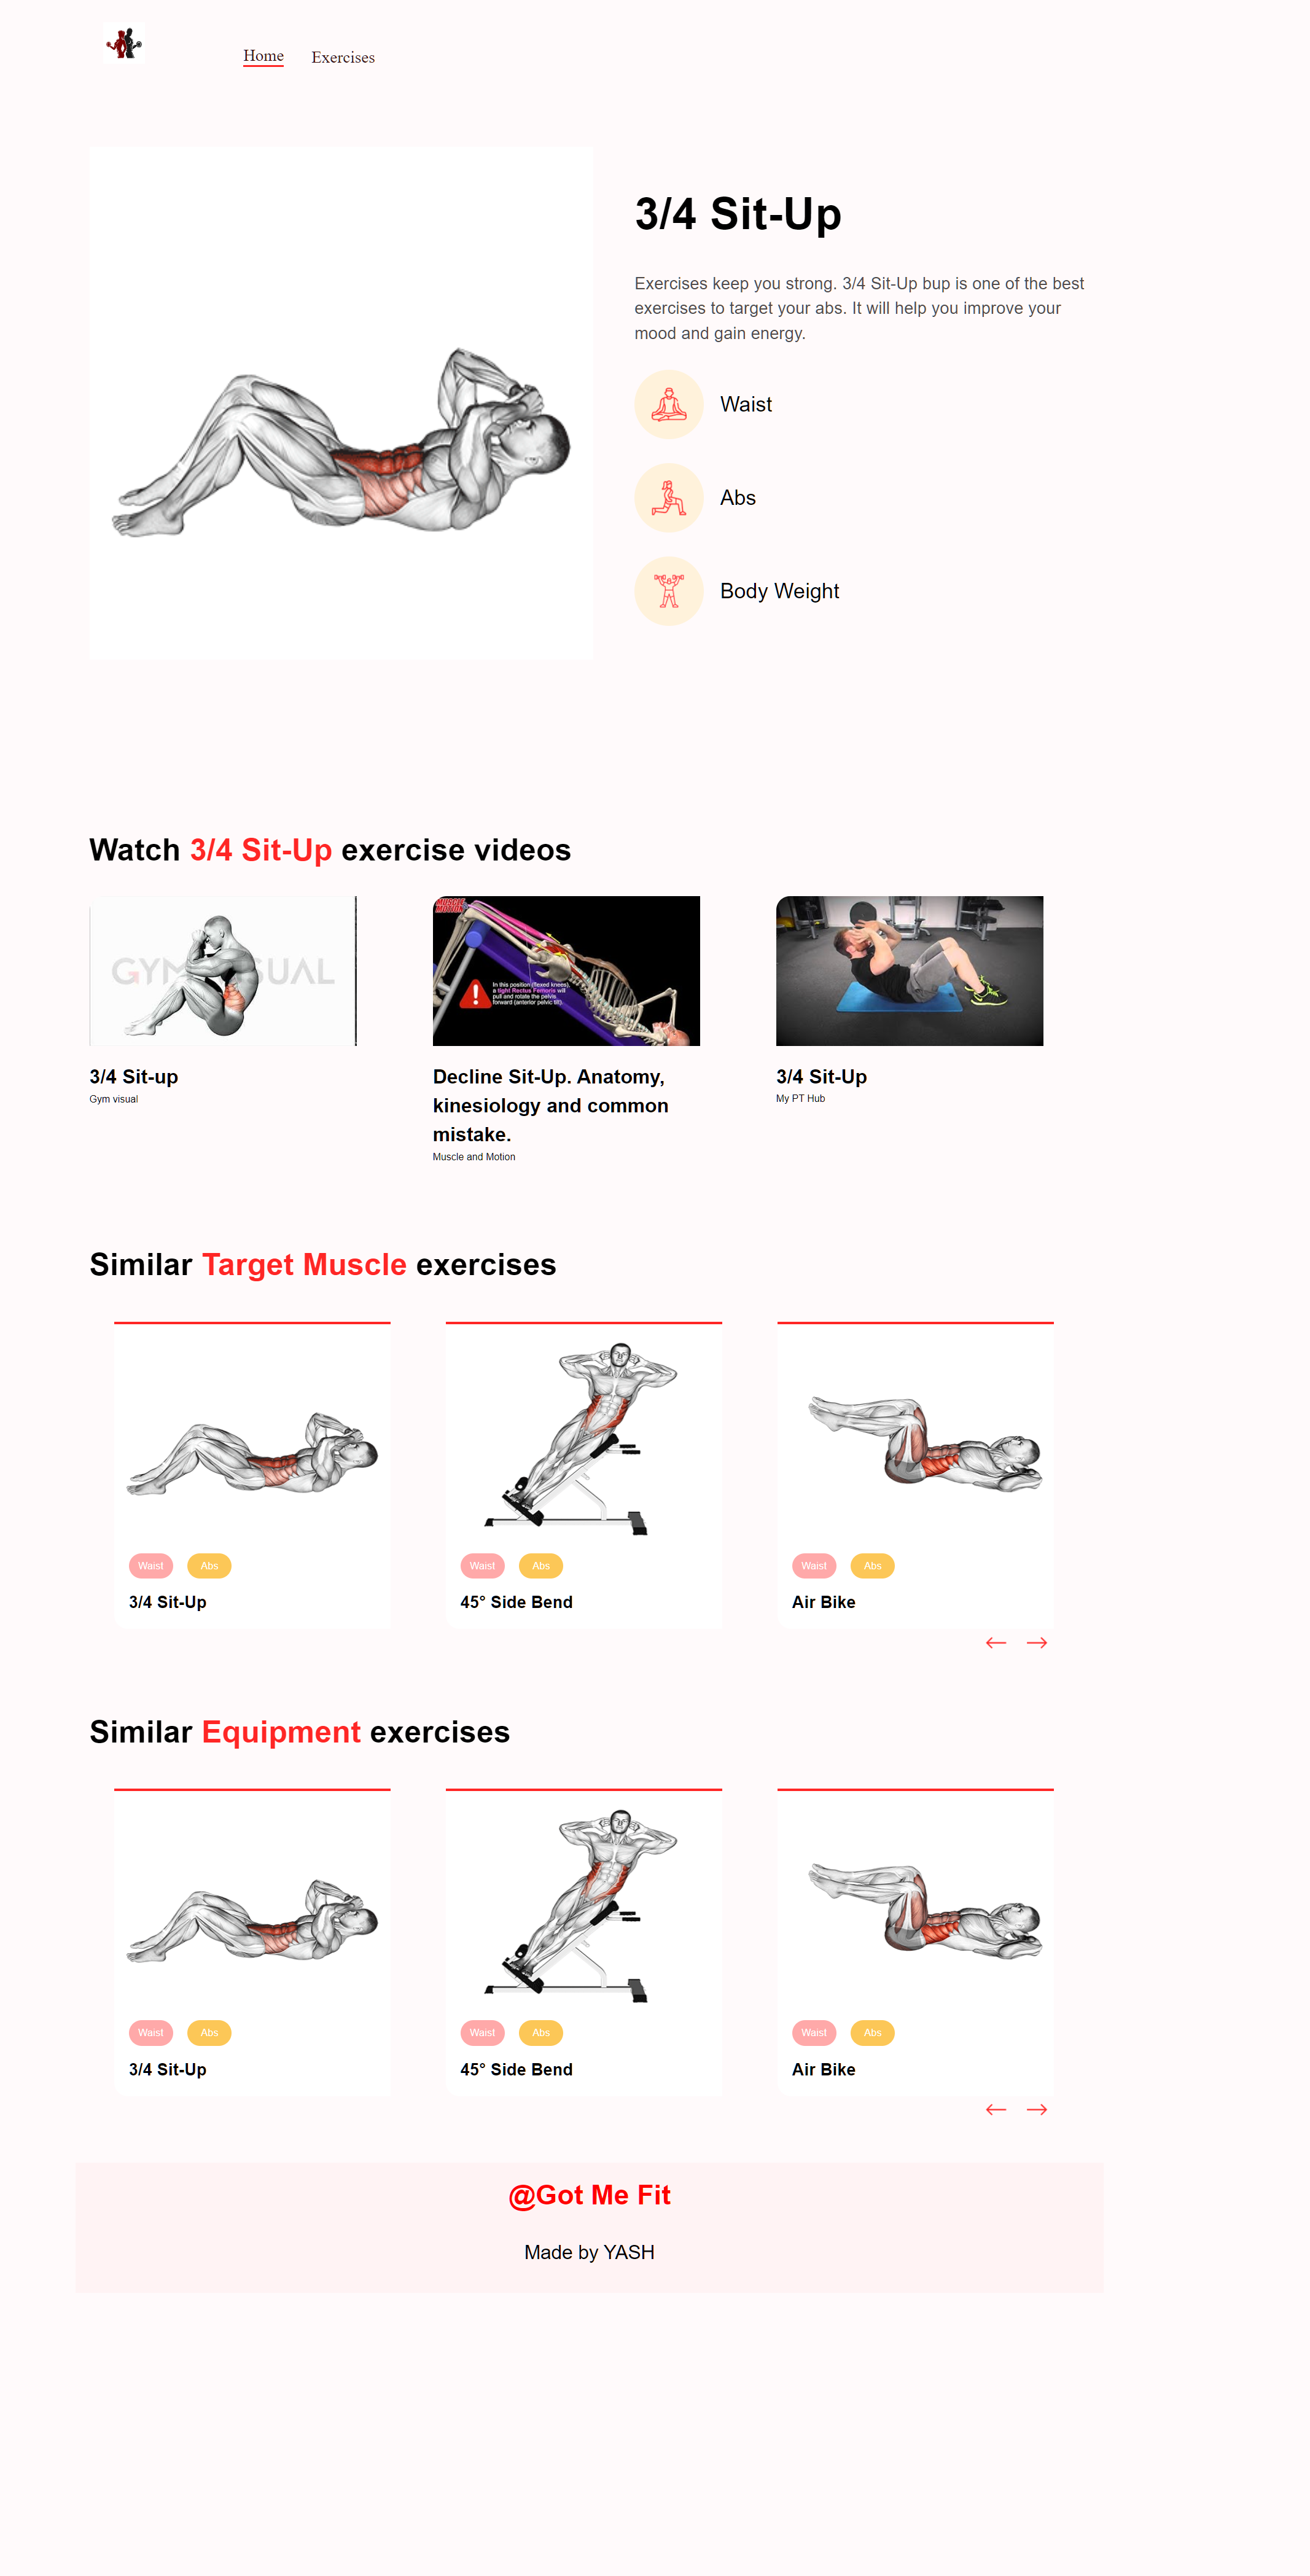 Home Exercises
3/4 Sit-Up
Exercises keep you strong. 3/4 Sit-Up bup is one of the best
exercises to target your abs. It will help you improve your
mood and gain energy.
Waist
Abs
Body Weight
Watch 3/4 Sit-Up exercise videos
MUSCLE
MOTION
In this position (flexed knees),
a tight Rectus Femoris will
pull and rotate the pelvis
forward (anterior pelvic tilt).
3/4 Sit-up
Gym visual
Decline Sit-Up. Anatomy,
kinesiology and common
mistake.
Muscle and Motion
3/4 Sit-Up
My PT Hub
Similar Target Muscle exercises
Waist Abs
3/4 Sit-Up
Waist Abs
45° Side Bend
Waist Abs
Air Bike
Similar Equipment exercises
Waist Abs
3/4 Sit-Up
Waist Abs
45° Side Bend
Waist Abs
Air Bike
@Got Me Fit
Made by YASH